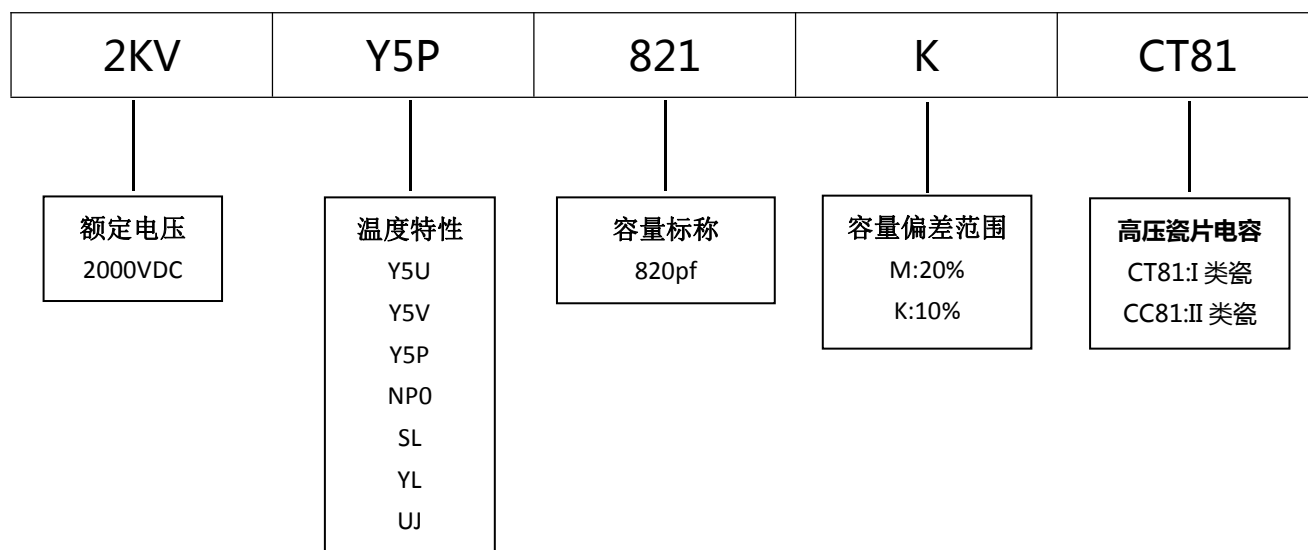 2KV Y5P 821 K CT81
额定电压
2000VDC
温度特性
Y5U
Y5V
Y5P
NP0
SL
YL
UJ
容量标称
820pf
容量偏差范围
M:20%
K:10%
高压瓷片电容
CT81:I 类瓷
CC81:II 类瓷